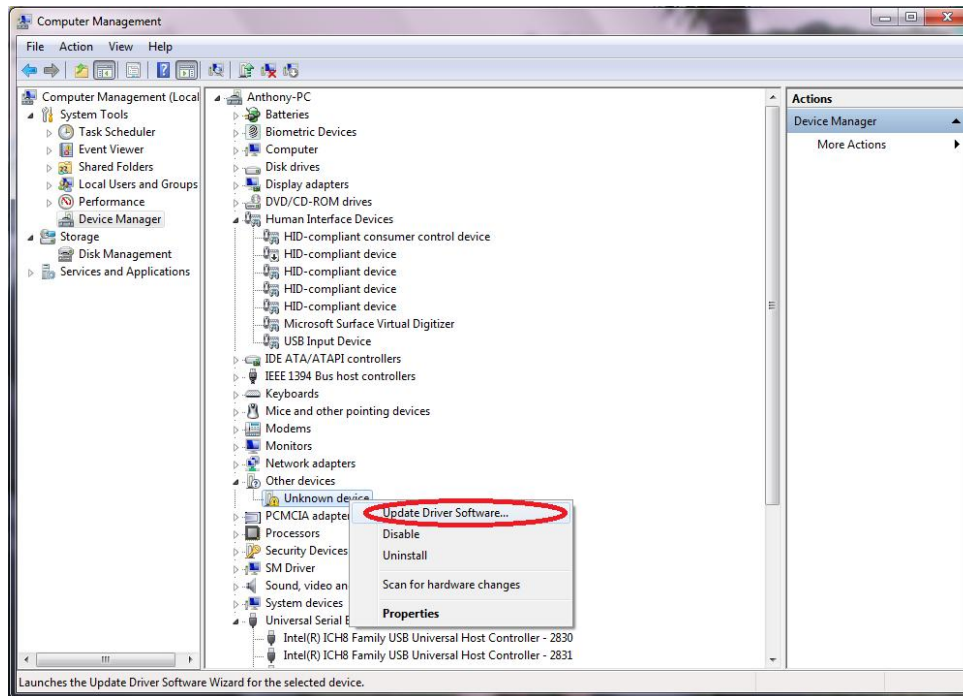 Computer Management
File Action View Help
Computer Management (Local
System Tools
Task Scheduler
Event Viewer
Shared Folders
Local Users and Groups
Performance
Device Manager
Storage
Disk Management
Services and Applications
Anthony-PC
Batteries
Biometric Devices
Computer
Disk drives
Display adapters
DVD/CD-ROM drives
Human Interface Devices
HID-compliant consumer control device
HID-compliant device
HID-compliant device
HID-compliant device
HID-compliant device
Microsoft Surface Virtual Digitizer
USB Input Device
IDE ATA/ATAPI controllers
IEEE 1394 Bus host controllers
Keyboards
Mice and other pointing devices
Modems
Monitors
Network adapters
Other devices
Unknown device
PCMCIA adapter
Processors
Security Devices
SM Driver
Sound, video an
System devices
Universal Serial B
Intel(R) ICH8 Family USB Universal Host Controller - 2830
Intel(R) ICH8 Family USB Universal Host Controller - 2831
Update Driver Software...
Disable
Uninstall
Scan for hardware changes
Properties
Actions
Device Manager
More Actions
Launches the Update Driver Software Wizard for the selected device.